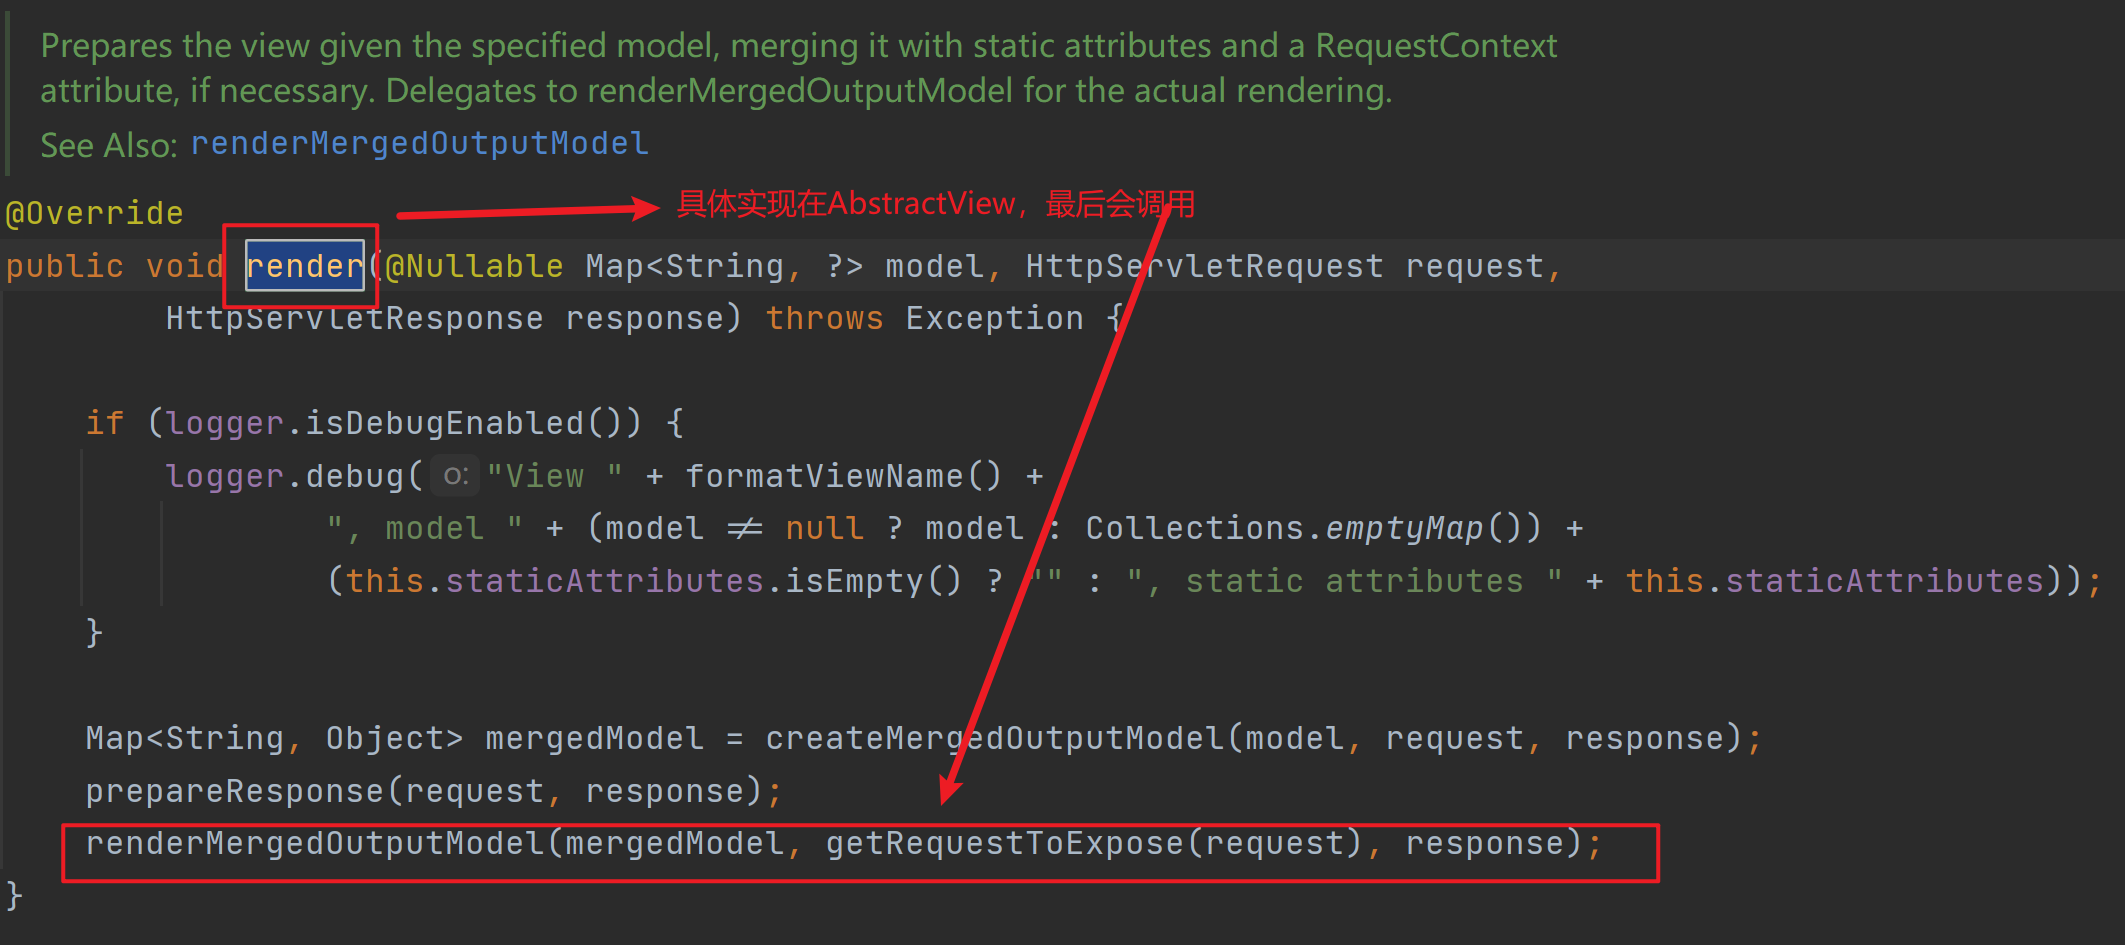 Prepares the view given the specified model, merging it with static attributes and a RequestContext
attribute, if necessary. Delegates to renderMergedOutputModel for the actual rendering.
See Also: renderMergedOutputModel
@Override
具体实现在AbstractView，最后会调用
public void render(@Nullable Map<String, ?> model, HttpServletRequest request,
HttpServletResponse response) throws Exception {
if (logger.isDebugEnabled()) {
logger.debug( o: "View " + formatViewName() +
", model " + (model ≠ null ? model : Collections.emptyMap()) +
(this.staticAttributes.isEmpty() ? "" : ", static attributes " + this.staticAttributes));
}
Map<String, Object> mergedModel = createMergedOutputModel(model, request, response);
prepareResponse(request, response);
renderMergedOutputModel(mergedModel, getRequestToExpose(request), response);
}